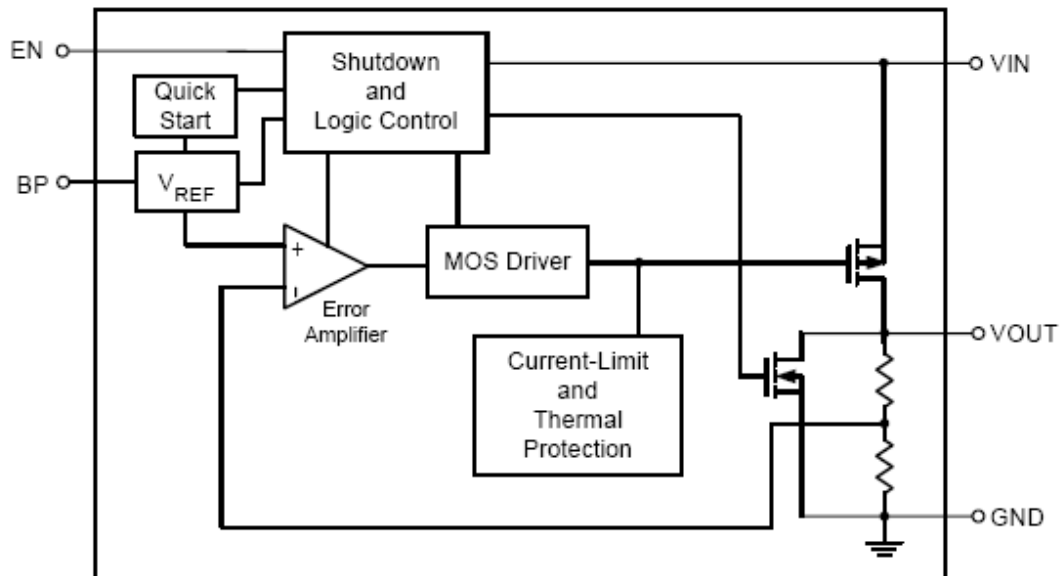 EN
Shutdown
and
Logic Control
VIN
Quick
Start
BP
VREF
+
-
MOS Driver
Error
Amplifier
VOUT
Current-Limit
and
Thermal
Protection
GND